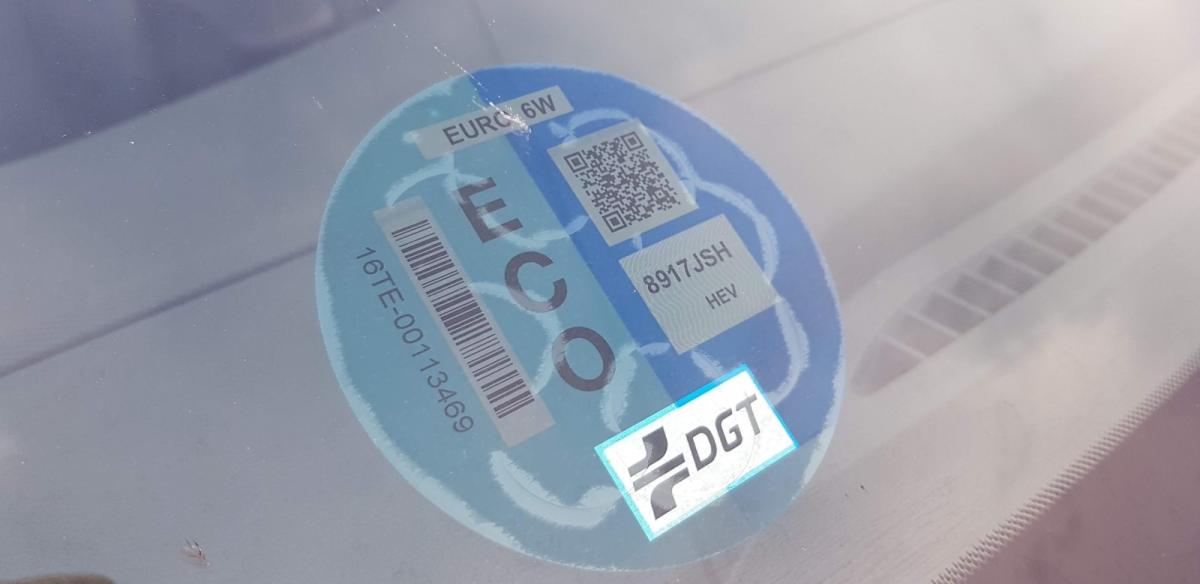 EURO 6W
ECO
16TE-00113469
8917JSH
HEV
DGT